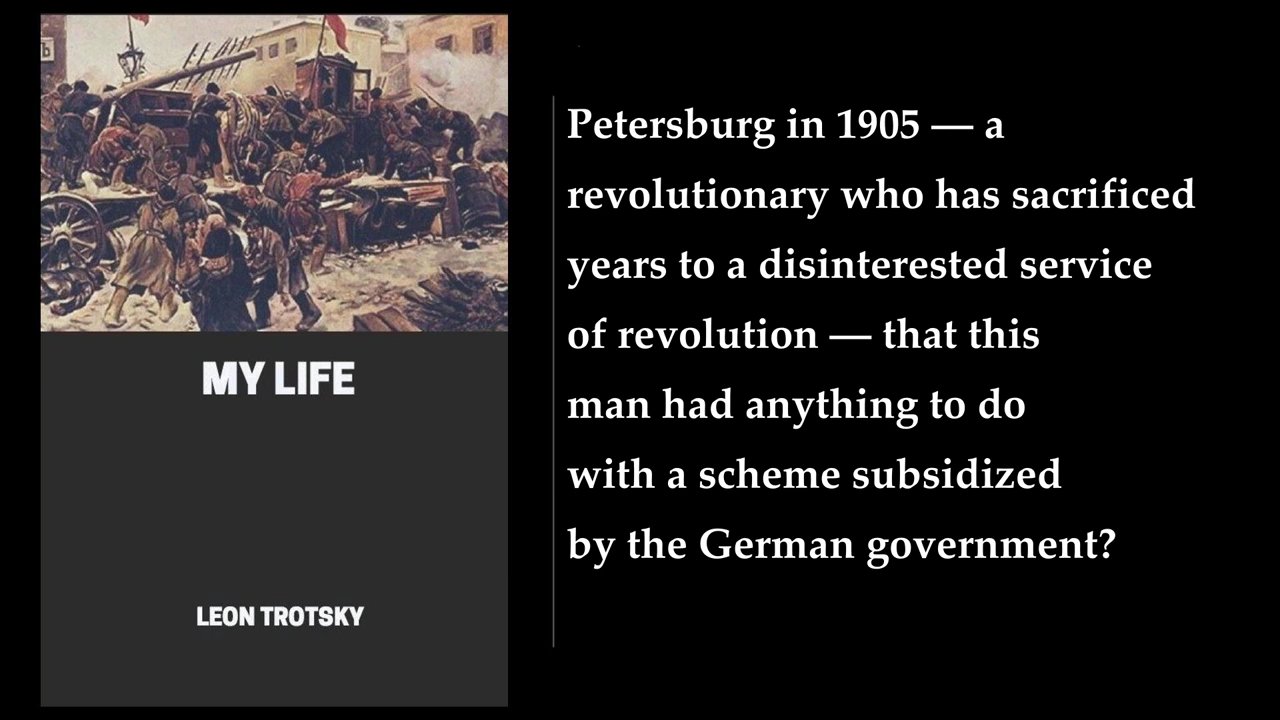 Ъ
MY LIFE
LEON TROTSKY
Petersburg in 1905 — a
revolutionary who has sacrificed
years to a disinterested service
of revolution — that this
man had anything to do
with a scheme subsidized
by the German government?